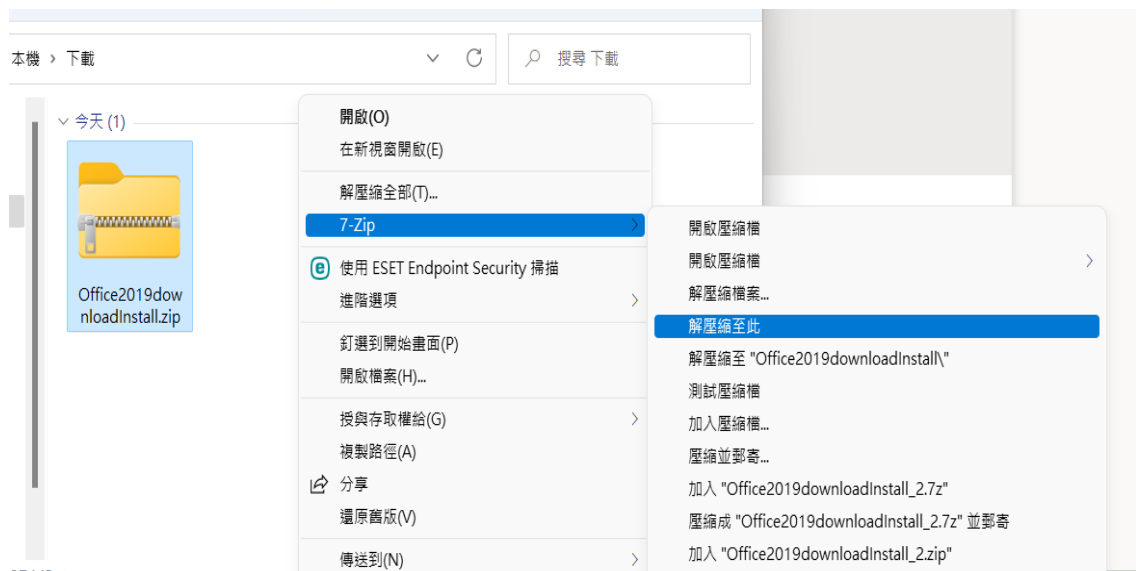 本機 › 下載
搜尋 下載
今天 (1)
Office2019dow
nloadInstall.zip
開啟(O)
在新視窗開啟(E)
解壓縮全部(T)...
7-Zip
使用 ESET Endpoint Security 掃描
進階選項
釘選到開始畫面(P)
開啟檔案(H)...
授與存取權給(G)
複製路徑(A)
分享
還原舊版(V)
傳送到(N)
開啟壓縮檔
開啟壓縮檔
解壓縮檔案...
解壓縮至此
解壓縮至 "Office2019downloadInstall\"
測試壓縮檔
加入壓縮檔...
壓縮並郵寄...
加入 "Office2019downloadInstall_2.7z"
壓縮成 "Office2019downloadInstall_2.7z" 並郵寄
加入 "Office2019downloadInstall_2.zip"